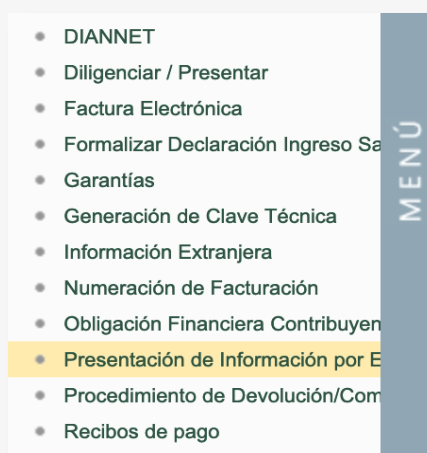 DIANNET
Diligenciar / Presentar
Factura Electrónica
Formalizar Declaración Ingreso Sa
Garantías
Generación de Clave Técnica
Información Extranjera
Numeración de Facturación
Obligación Financiera Contribuyen
Presentación de Información por E
Procedimiento de Devolución/Com
Recibos de pago
MENÚ